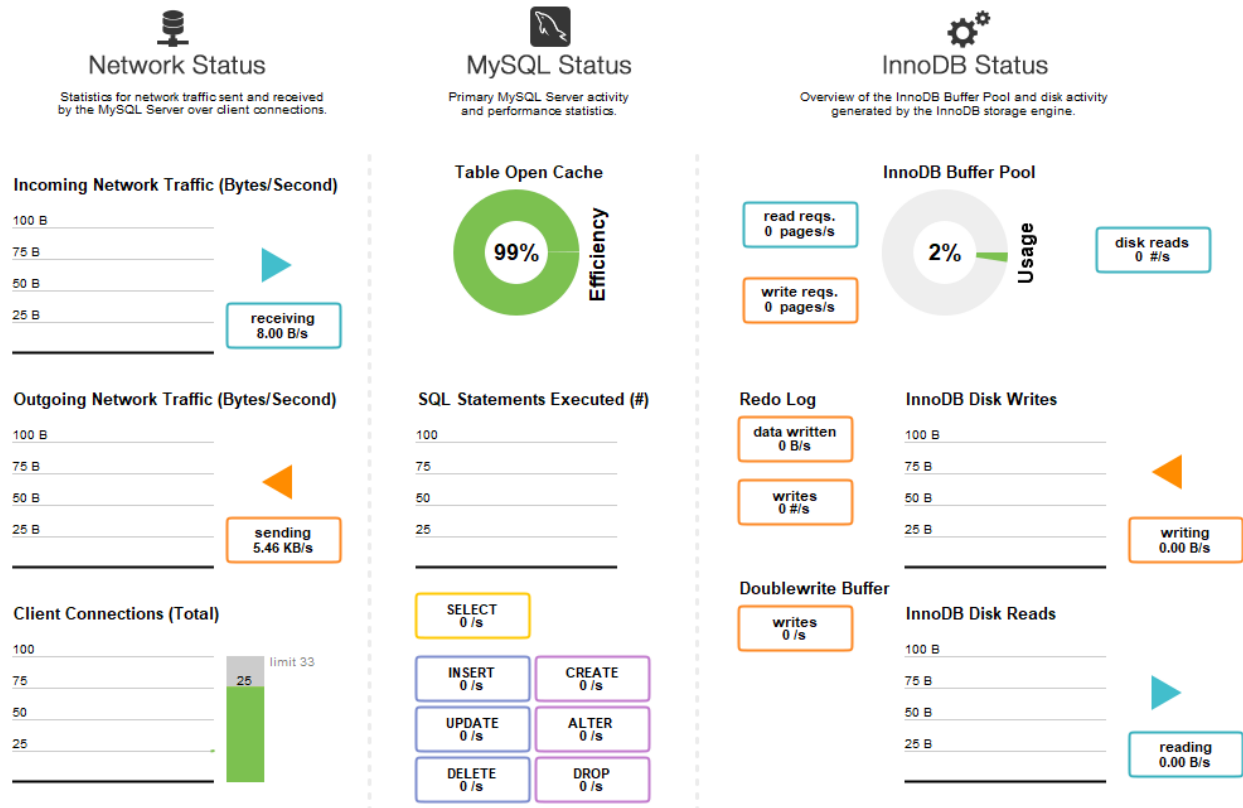 Network Status
Statistics for network traffic sent and received
by the MySQL Server over client connections.
Incoming Network Traffic (Bytes/Second)
100 B
75 B
50 B
25 B
receiving
8.00 B/s
Outgoing Network Traffic (Bytes/Second)
100 B
75 B
50 B
25 B
sending
5.46 KB/s
Client Connections (Total)
100
75
50
25
limit 33
25
MySQL Status
Primary MySQL Server activity
and performance statistics.
Table Open Cache
99%
Efficiency
SQL Statements Executed (#)
100
75
50
25
SELECT
0 /s
INSERT
0 /s
CREATE
0 /s
UPDATE
0 /s
ALTER
0 /s
DELETE
0 /s
DROP
0 /s
InnoDB Status
Overview of the InnoDB Buffer Pool and disk activity
generated by the InnoDB storage engine.
InnoDB Buffer Pool
read reqs.
0 pages/s
write reqs.
0 pages/s
2%
Usage
disk reads
0 #/s
Redo Log
data written
0 B/s
writes
0 #/s
Doublewrite Buffer
writes
0 /s
InnoDB Disk Writes
100 B
75 B
50 B
25 B
writing
0.00 B/s
InnoDB Disk Reads
100 B
75 B
50 B
25 B
reading
0.00 B/s